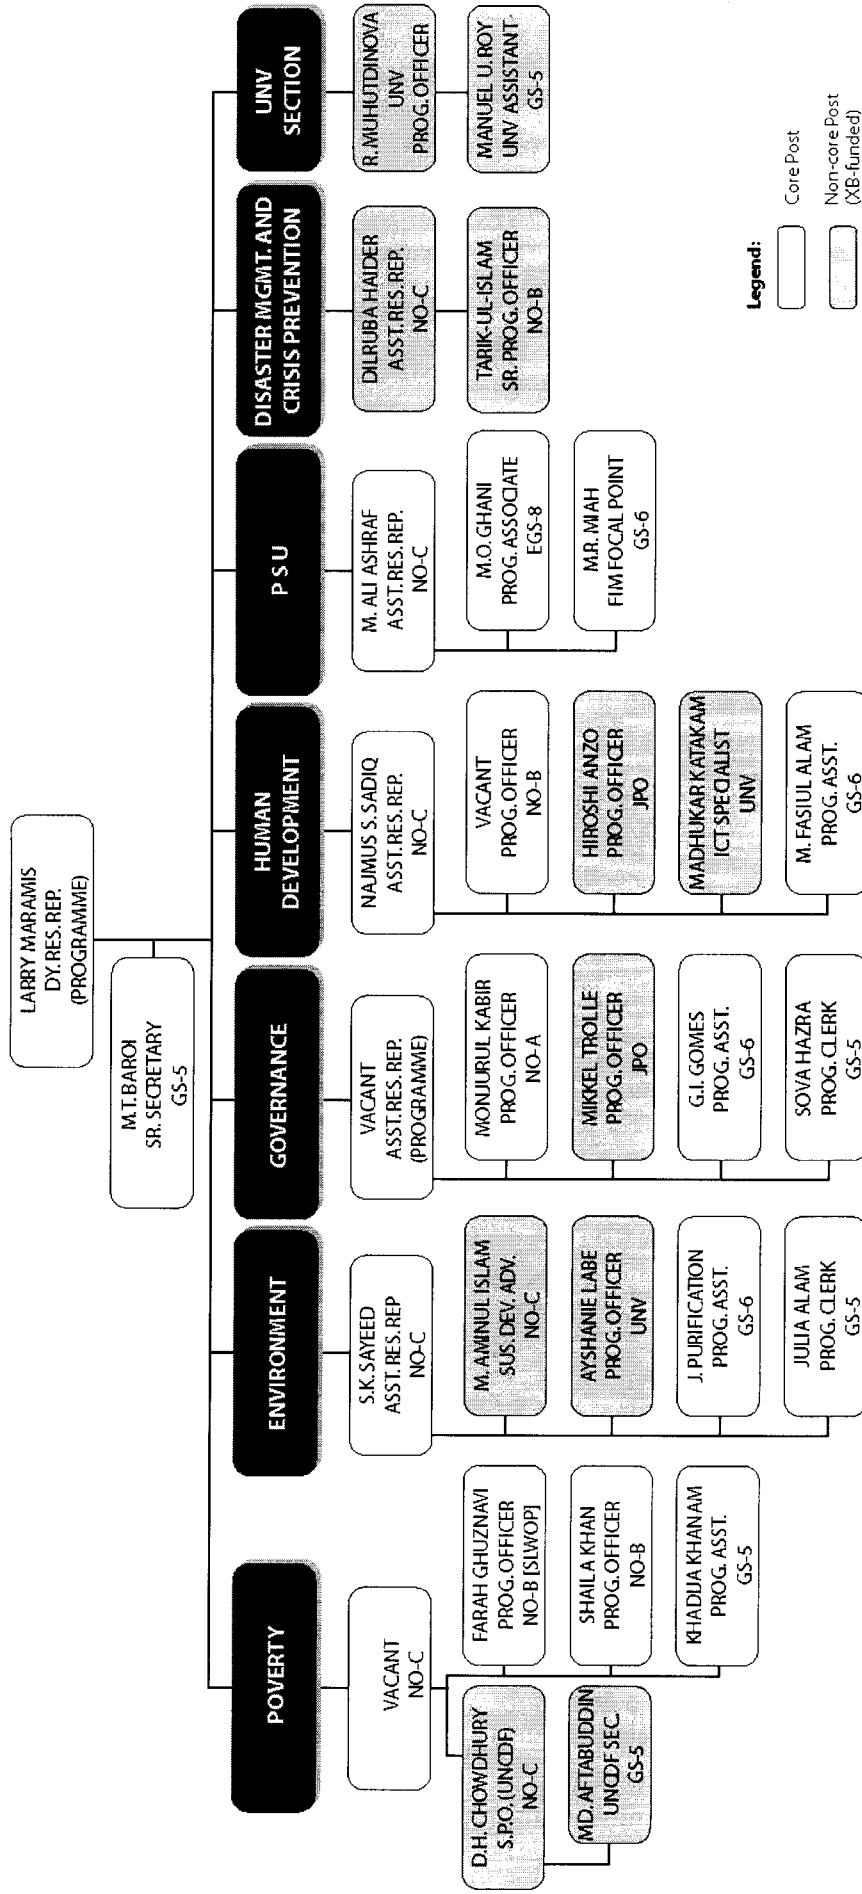 LARRY MARAMIS
DY. RES. REP.
(PROGRAMME)
M.T. BAROI
SR. SECRETARY
GS-5
POVERTY
VACANT
NO-C
D.H. CHOWDHURY
S.P.O. (UNCDF)
NO-C
MD. AFTABUDDIN
UNCDF SEC.
GS-5
FARAH GHUZNAVI
PROG. OFFICER
NO-B [SLWOP]
SHAILA KHAN
PROG. OFFICER
NO-B
KHADIJA KHANAM
PROG. ASST.
GS-5
ENVIRONMENT
S.K. SAYEED
ASST. RES. REP
NO-C
M. AMINUL ISLAM
SUS. DEV. ADV.
NO-C
AYSHANIE LABE
PROG. OFFICER
UNV
J. PURIFICATION
PROG. ASST.
GS-6
JULIA ALAM
PROG. CLERK
GS-5
GOVERNANCE
VACANT
ASST. RES. REP.
(PROGRAMME)
MONJURUL KABIR
PROG. OFFICER
NO-A
MIKKEL TROLLE
PROG. OFFICER
JPO
G.I. GOMES
PROG. ASST.
GS-6
SOVA HAZRA
PROG. CLERK
GS-5
HUMAN
DEVELOPMENT
NAJMUS S. SADIQ
ASST. RES. REP.
NO-C
VACANT
PROG. OFFICER
NO-B
HIROSHI ANZO
PROG. OFFICER
JPO
MADHUKAR KATAKAM
ICT SPECIALIST
UNV
M. FASIUL ALAM
PROG. ASST.
GS-6
P S U
M. ALI ASHRAF
ASST. RES. REP.
NO-C
M.O. GHANI
PROG. ASSOCIATE
EGS-8
M.R. MIAH
FIM FOCAL POINT
GS-6
DISASTER MGMT. AND
CRISIS PREVENTION
DILRUBA HAIDER
ASST. RES. REP.
NO-C
TARIK-UL-ISLAM
SR. PROG. OFFICER
NO-B
UNV
SECTION
R. MUHUTDINOVA
UNV
PROG. OFFICER
MANUEL U. ROY
UNV ASSISTANT
GS-5
Legend:
Core Post
Non-core Post
(XB-funded)